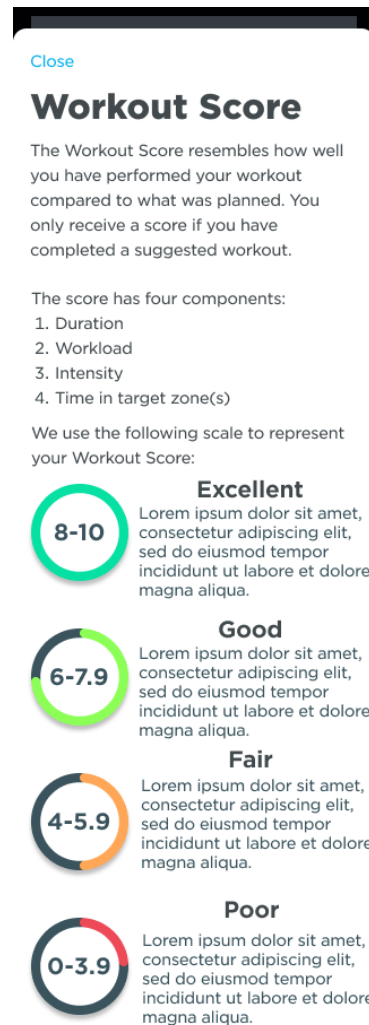 Close
Workout Score
The Workout Score resembles how well
you have performed your workout
compared to what was planned. You
only receive a score if you have
completed a suggested workout.
The score has four components:
1. Duration
2. Workload
3. Intensity
4. Time in target zone(s)
We use the following scale to represent
your Workout Score:
Excellent
8-10
Lorem ipsum dolor sit amet,
consectetur adipiscing elit,
sed do eiusmod tempor
incididunt ut labore et dolore
magna aliqua.
Good
6-7.9
Lorem ipsum dolor sit amet,
consectetur adipiscing elit,
sed do eiusmod tempor
incididunt ut labore et dolore
magna aliqua.
Fair
4-5.9
Lorem ipsum dolor sit amet,
consectetur adipiscing elit,
sed do eiusmod tempor
incididunt ut labore et dolore
magna aliqua.
Poor
0-3.9
Lorem ipsum dolor sit amet,
consectetur adipiscing elit,
sed do eiusmod tempor
incididunt ut labore et dolore
magna aliqua.